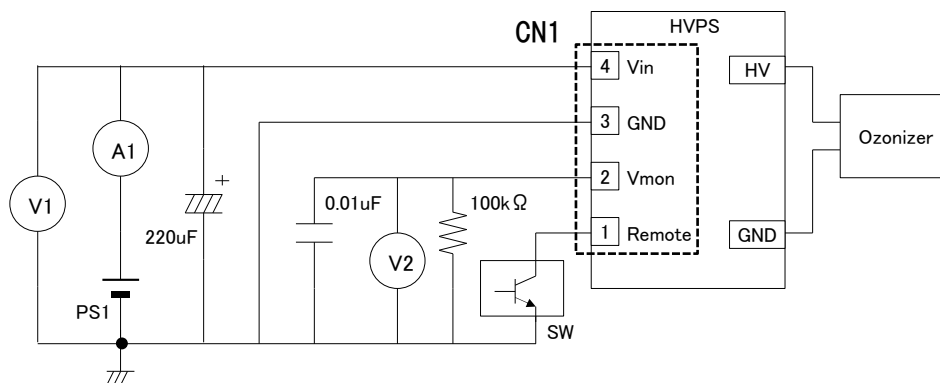 CN1
HVPS
4
Vin
HV
3
GND
A1
Ozonizer
2
Vmon
+
V1
0.01uF
100kΩ
1
Remote
GND
220uF
V2
PS1
SW